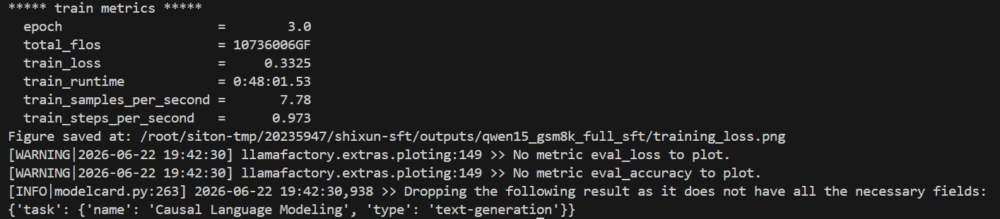 ***** train metrics *****
epoch = 3.0
total_flos = 10736006GF
train_loss = 0.3325
train_runtime = 0:48:01.53
train_samples_per_second = 7.78
train_steps_per_second = 0.973
Figure saved at: /root/siton-tmp/20235947/shixun-sft/outputs/qwen15_gsm8k_full_sft/training_loss.png
[WARNING|2026-06-22 19:42:30] llamafactory.extras.ploting:149 >> No metric eval_loss to plot.
[WARNING|2026-06-22 19:42:30] llamafactory.extras.ploting:149 >> No metric eval_accuracy to plot.
[INFO|modelcard.py:263] 2026-06-22 19:42:30,938 >> Dropping the following result as it does not have all the necessary fields:
{'task': {'name': 'Causal Language Modeling', 'type': 'text-generation'}}